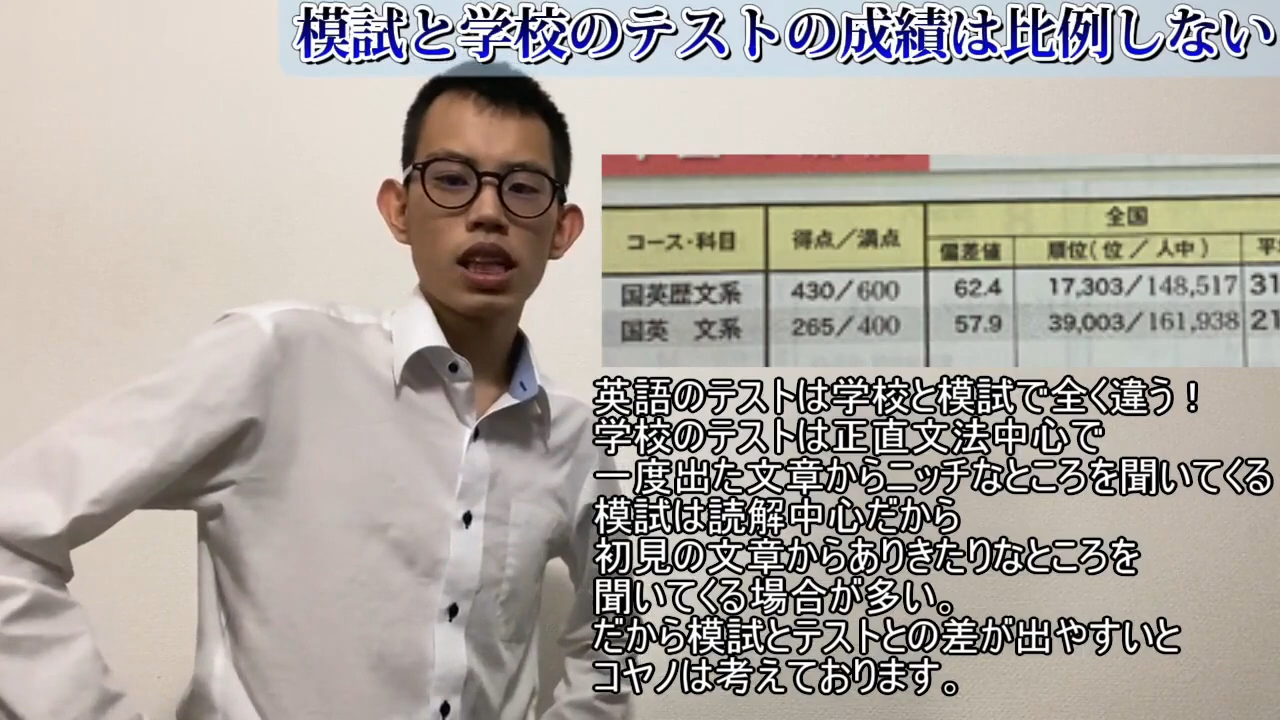 模試と学校のテストの成績は比例しない
全国
コース・科目 得点／満点 偏差値 順位(位／人中) 平
国英歴文系 430／600 62.4 17,303／148,517 31
国英 文系 265／400 57.9 39,003／161,938 21
英語のテストは学校と模試で全く違う！
学校のテストは正直文法中心で
一度出た文章からニッチなところを聞いてくる
模試は読解中心だから
初見の文章からありきたりなところを
聞いてくる場合が多い。
だから模試とテストとの差が出やすいと
コヤノは考えております。